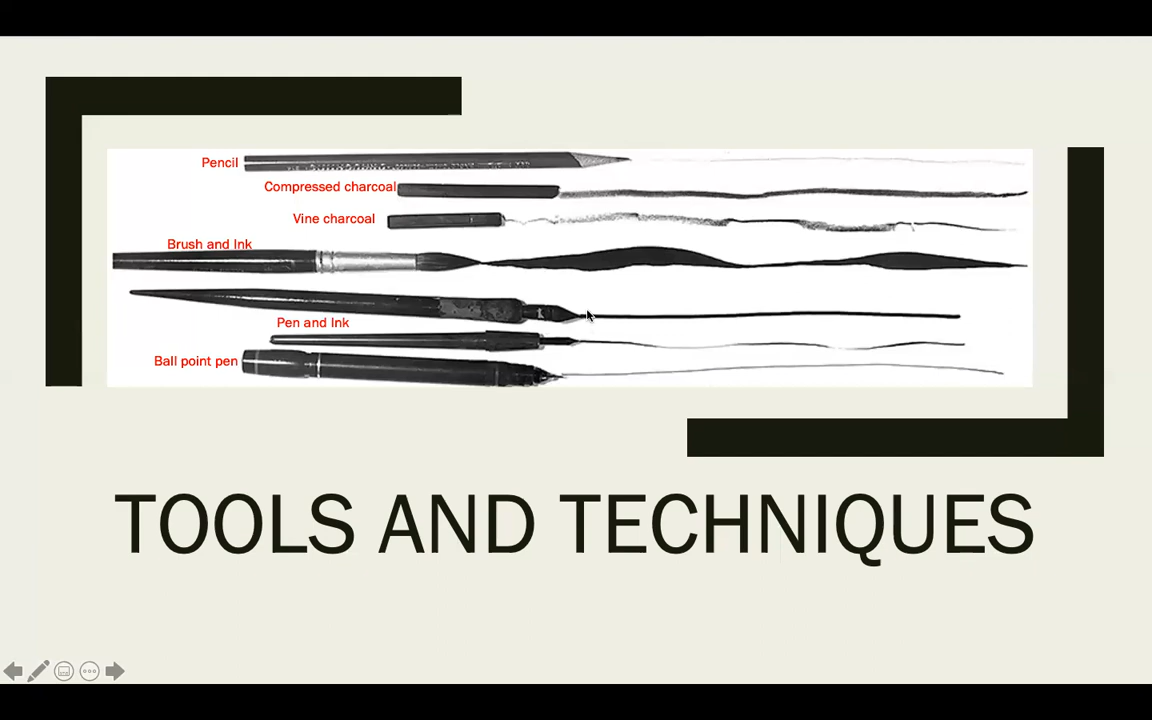 Pencil
Compressed charcoal
Vine charcoal
Brush and Ink
Pen and Ink
Ball point pen
TOOLS AND TECHNIQUES